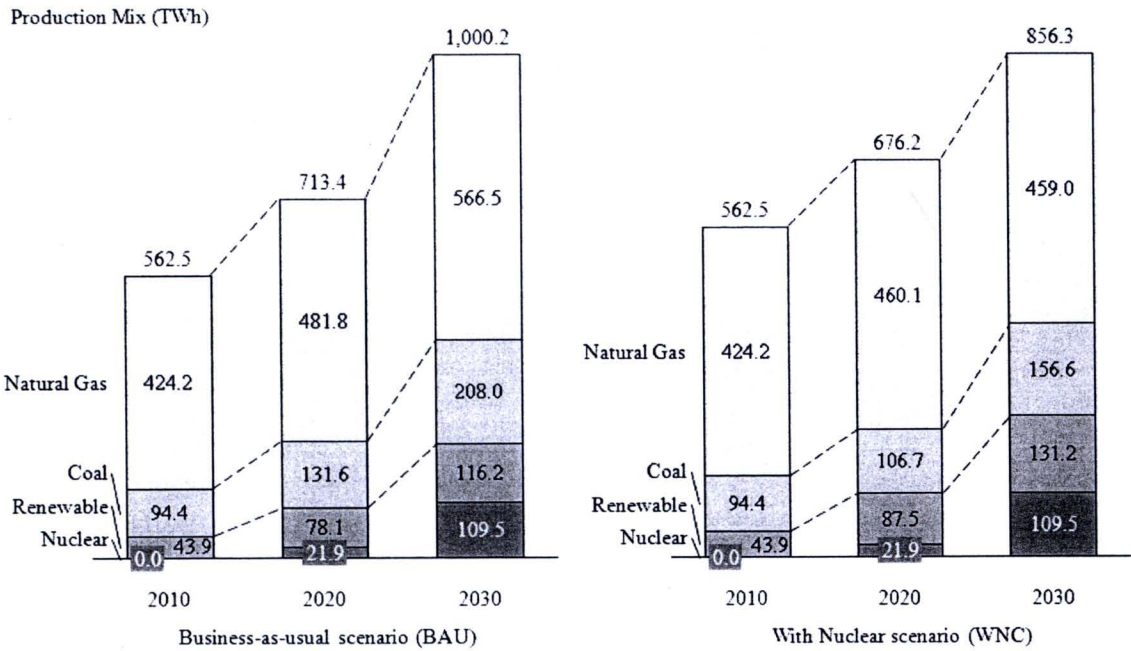 Production Mix (TWh)
1,000.2
713.4
562.5
566.5
481.8
424.2
Natural Gas
208.0
131.6
116.2
Coal
94.4
78.1
109.5
Renewable
43.9
21.9
Nuclear
0.0
2010 2020 2030
Business-as-usual scenario (BAU)
856.3
676.2
562.5
459.0
460.1
424.2
Natural Gas
156.6
106.7
131.2
Coal
94.4
87.5
109.5
Renewable
43.9
21.9
Nuclear
0.0
2010 2020 2030
With Nuclear scenario (WNC)